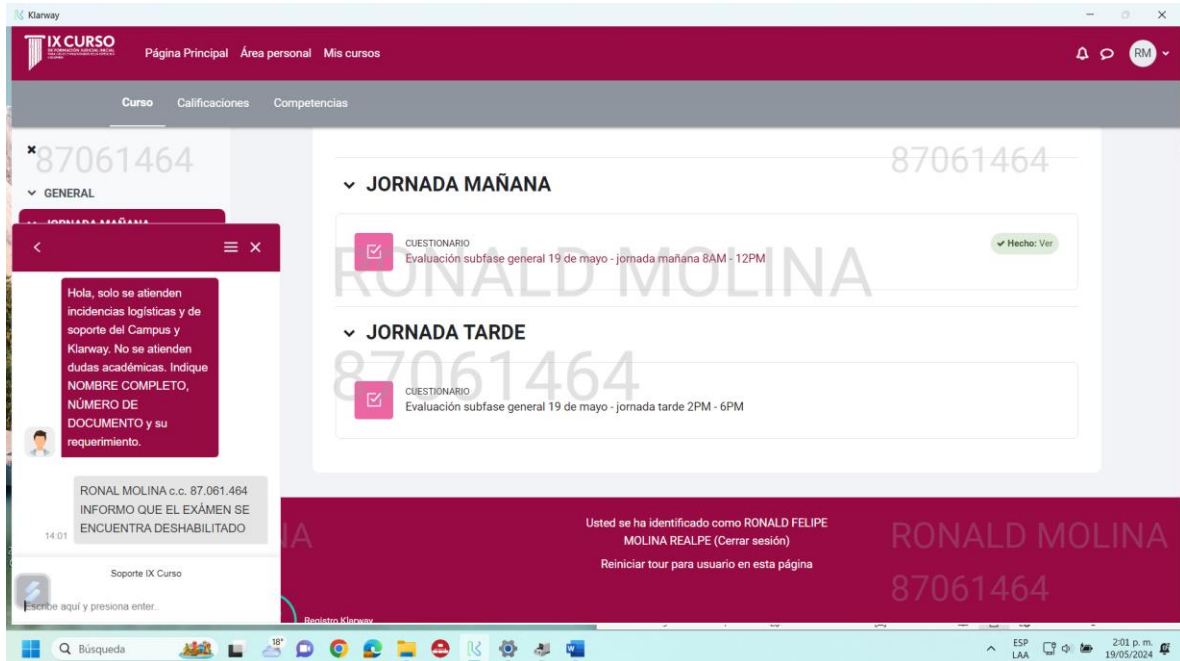 Klarway
IX CURSO
Página Principal Área personal Mis cursos
RM
Curso Calificaciones Competencias
87061464
87061464
GENERAL
JORNADA MAÑANA
JORNADA MAÑANA
CUESTIONARIO
Evaluación subfase general 19 de mayo - jornada mañana 8AM - 12PM
Hecho: Ver
RONALD MOLINA
JORNADA TARDE
87061464
CUESTIONARIO
Evaluación subfase general 19 de mayo - jornada tarde 2PM - 6PM
Hola, solo se atienden
incidencias logísticas y de
soporte del Campus y
Klarway. No se atienden
dudas académicas. Indique
NOMBRE COMPLETO,
NÚMERO DE
DOCUMENTO y su
requerimiento.
RONAL MOLINA c.c. 87.061.464
INFORMO QUE EL EXÁMEN SE
ENCUENTRA DESHABILITADO
14:01
Soporte IX Curso
Escribe aquí y presiona enter..
NA
Usted se ha identificado como RONALD FELIPE
MOLINA REALPE (Cerrar sesión)
Reiniciar tour para usuario en esta página
RONALD MOLINA
87061464
Registro Klarway
Búsqueda
18°
ESP
LAA
2:01 p. m.
19/05/2024